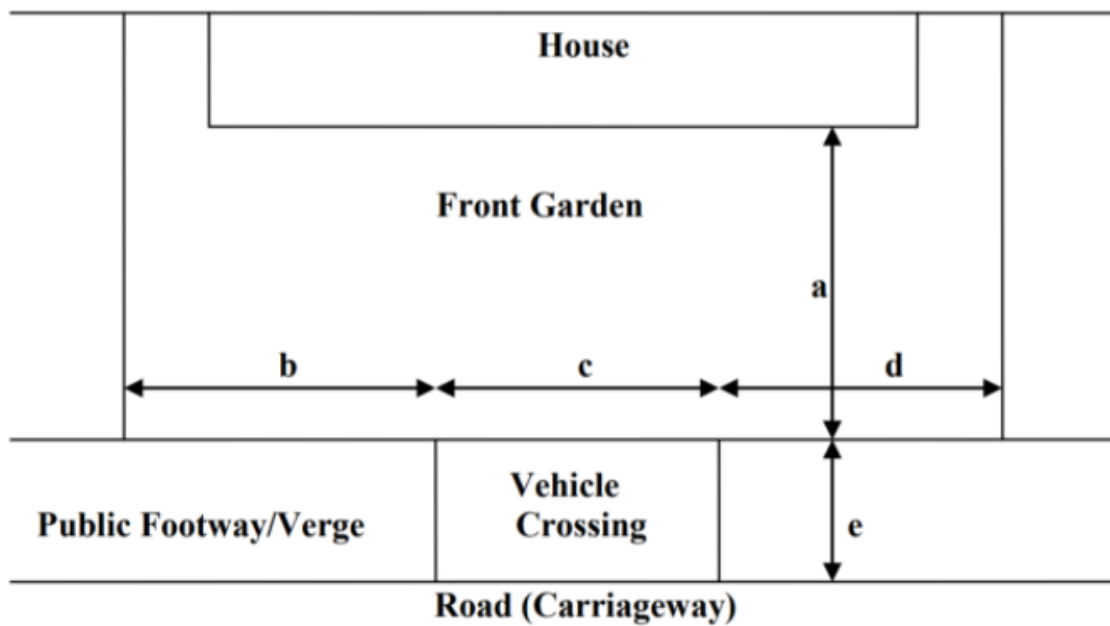 House
Front Garden
a
b
c
d
Vehicle
Crossing
Public Footway/Verge
e
Road (Carriageway)